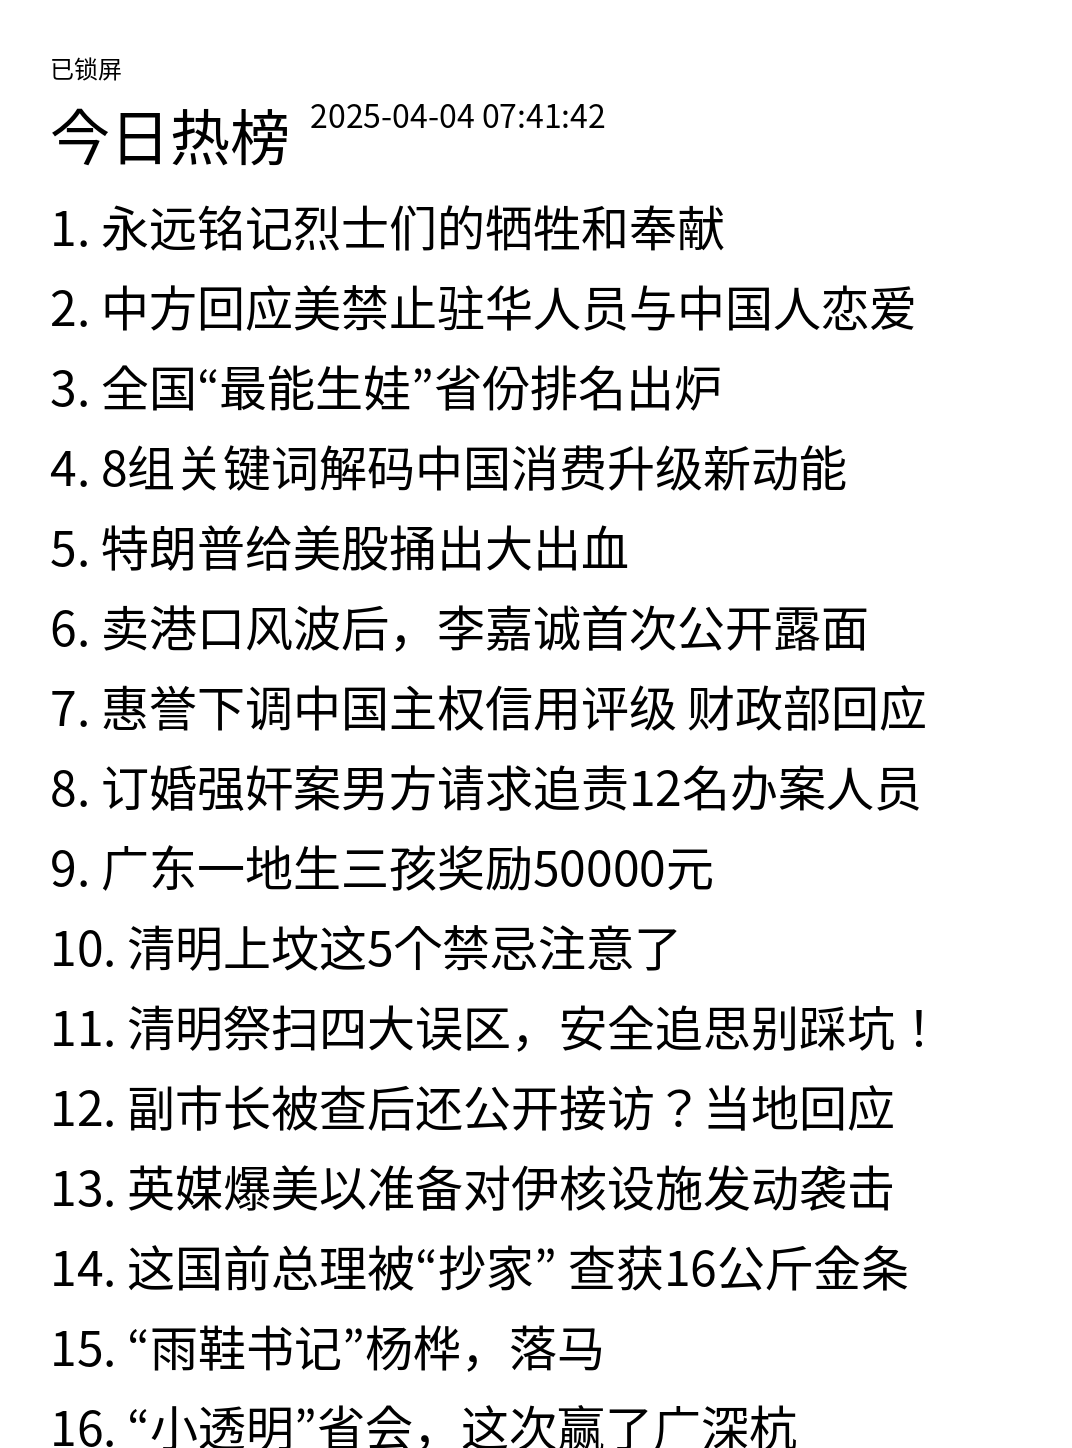 已锁屏
今日热榜 2025-04-04 07:41:42
1. 永远铭记烈士们的牺牲和奉献
2. 中方回应美禁止驻华人员与中国人恋爱
3. 全国“最能生娃”省份排名出炉
4. 8组关键词解码中国消费升级新动能
5. 特朗普给美股捅出大出血
6. 卖港口风波后，李嘉诚首次公开露面
7. 惠誉下调中国主权信用评级 财政部回应
8. 订婚强奸案男方请求追责12名办案人员
9. 广东一地生三孩奖励50000元
10. 清明上坟这5个禁忌注意了
11. 清明祭扫四大误区，安全追思别踩坑！
12. 副市长被查后还公开接访？当地回应
13. 英媒爆美以准备对伊核设施发动袭击
14. 这国前总理被“抄家” 查获16公斤金条
15. “雨鞋书记”杨桦，落马
16. “小透明”省会，这次赢了广深杭